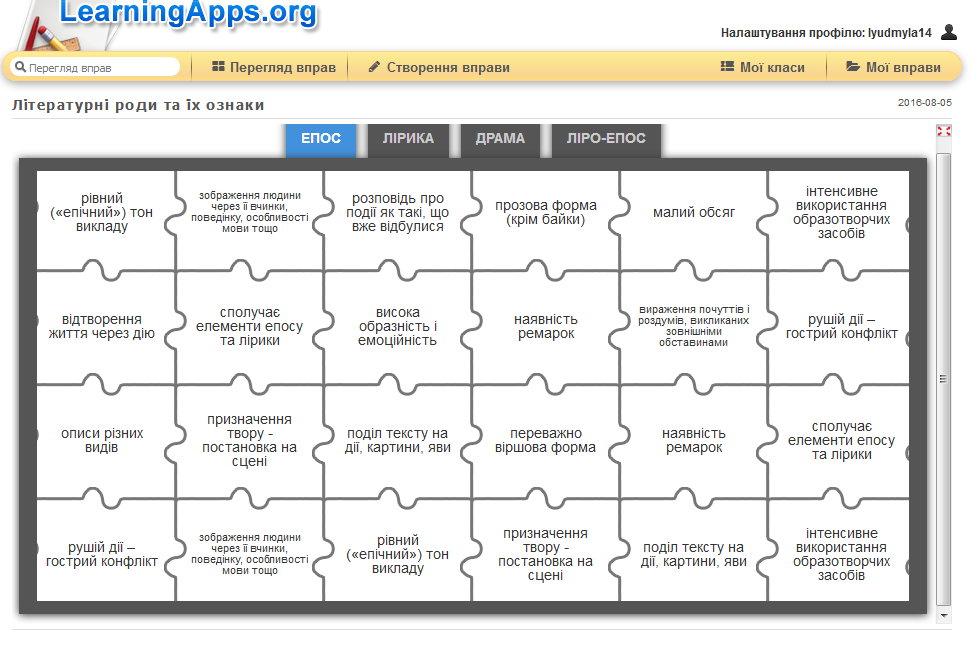 LearningApps.org
Налаштування профілю: lyudmyla14
Перегляд вправ
Перегляд вправ
Створення вправи
Мої класи
Мої вправи
Літературні роди та їх ознаки
2016-08-05
ЕПОС
ЛІРИКА
ДРАМА
ЛІРО-ЕПОС
рівний
(«епічний») тон
викладу
зображення людини
через її вчинки,
поведінку, особливості
мови тощо
розповідь про
події як такі, що
вже відбулися
прозова форма
(крім байки)
малий обсяг
інтенсивне
використання
образотворчих
засобів
відтворення
життя через дію
сполучає
елементи епосу
та лірики
висока
образність і
емоційність
наявність
ремарок
вираження почуттів і
роздумів, викликаних
зовнішніми
обставинами
рушій дії –
гострий конфлікт
описи різних
видів
призначення
твору -
постановка на
сцені
поділ тексту на
дії, картини, яви
переважно
віршова форма
наявність
ремарок
сполучає
елементи епосу
та лірики
рушій дії –
гострий конфлікт
зображення людини
через її вчинки,
поведінку, особливості
мови тощо
рівний
(«епічний») тон
викладу
призначення
твору -
постановка на
сцені
поділ тексту на
дії, картини, яви
інтенсивне
використання
образотворчих
засобів